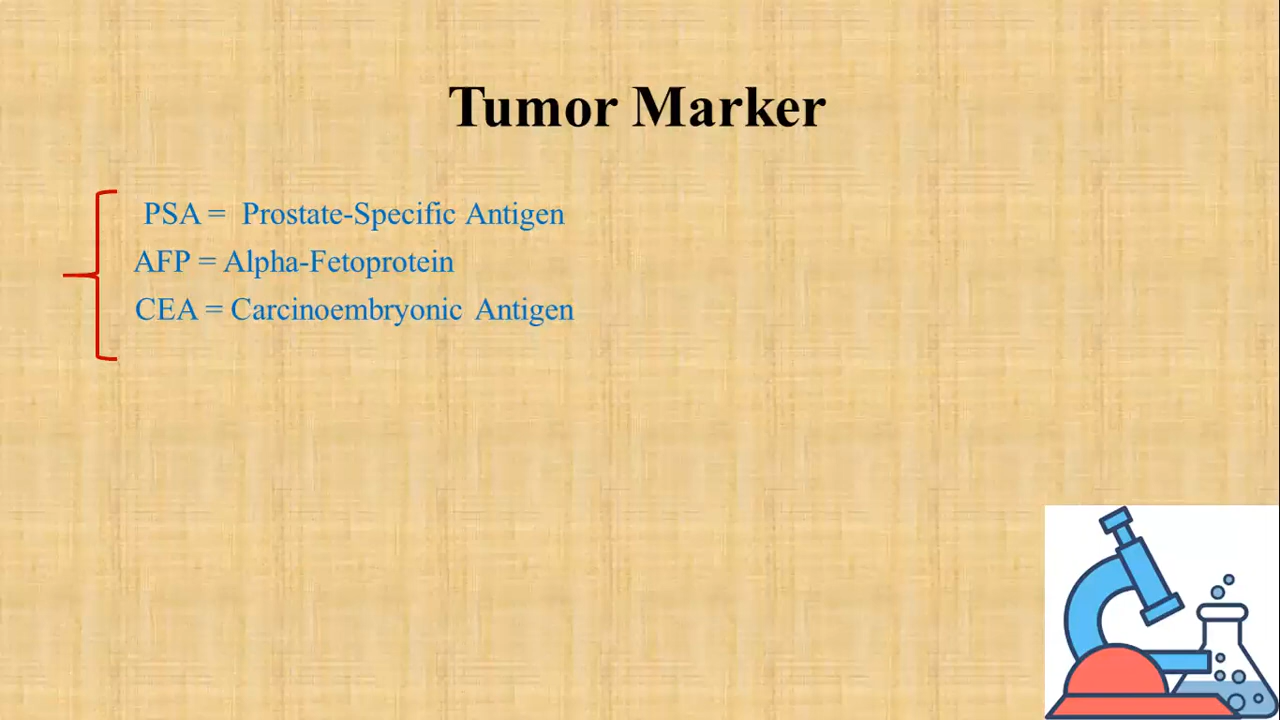 Tumor Marker
PSA = Prostate-Specific Antigen
AFP = Alpha-Fetoprotein
CEA = Carcinoembryonic Antigen